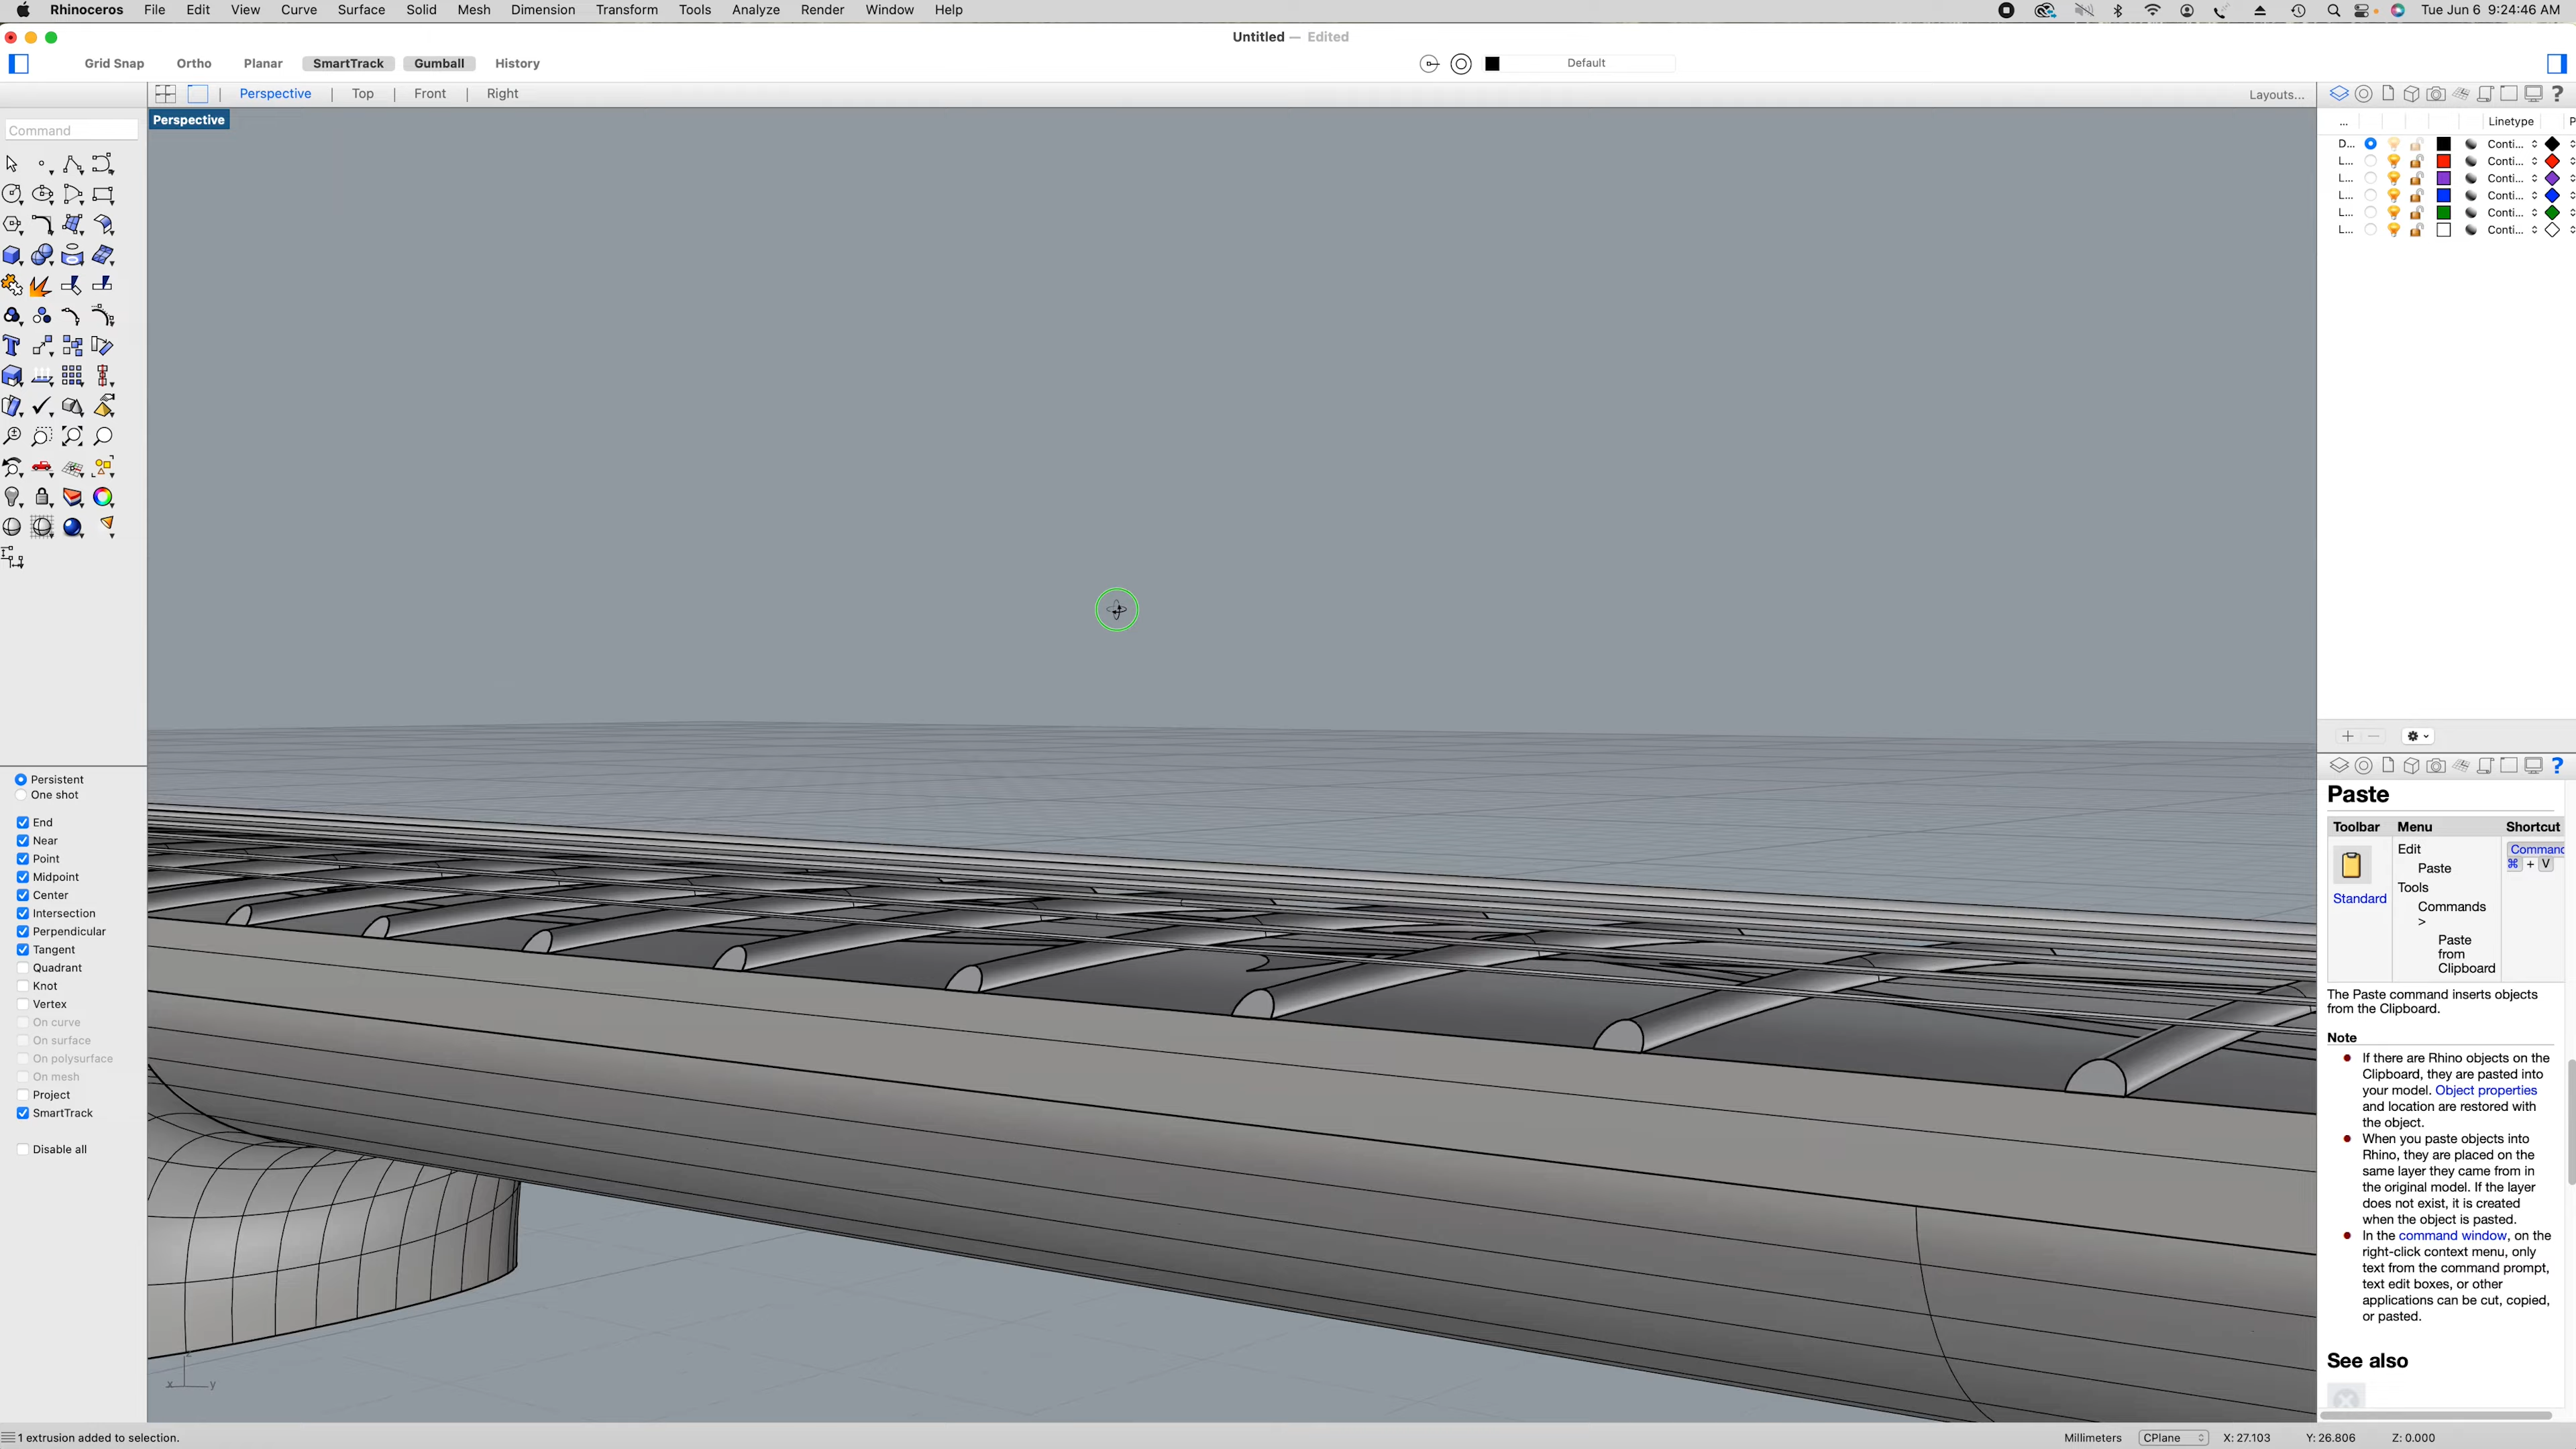 Rhinoceros File Edit View Curve Surface Solid Mesh Dimension Transform Tools Analyze Render Window Help Tue Jun 6 9:24:46 AM
Untitled — Edited
Grid Snap Ortho Planar SmartTrack Gumball History Default
Perspective | Top | Front | Right Layouts...
Perspective
Command
... Linetype P
D... Conti...
L... Conti...
L... Conti...
L... Conti...
L... Conti...
L... Conti...
Persistent
One shot
End
Near
Point
Midpoint
Center
Intersection
Perpendicular
Tangent
Quadrant
Knot
Vertex
On curve
On surface
On polysurface
On mesh
Project
SmartTrack
Disable all
Paste
Toolbar Menu Shortcut
Standard
Edit
Paste
Tools
Commands
>
Paste
from
Clipboard
Command
⌘ + V
The Paste command inserts objects
from the Clipboard.
Note
If there are Rhino objects on the
Clipboard, they are pasted into
your model. Object properties
and location are restored with
the object.
When you paste objects into
Rhino, they are placed on the
same layer they came from in
the original model. If the layer
does not exist, it is created
when the object is pasted.
In the command window, on the
right-click context menu, only
text from the command prompt,
text edit boxes, or other
applications can be cut, copied,
or pasted.
See also
z
x y
1 extrusion added to selection. Millimeters CPlane X: 27.103 Y: 26.806 Z: 0.000